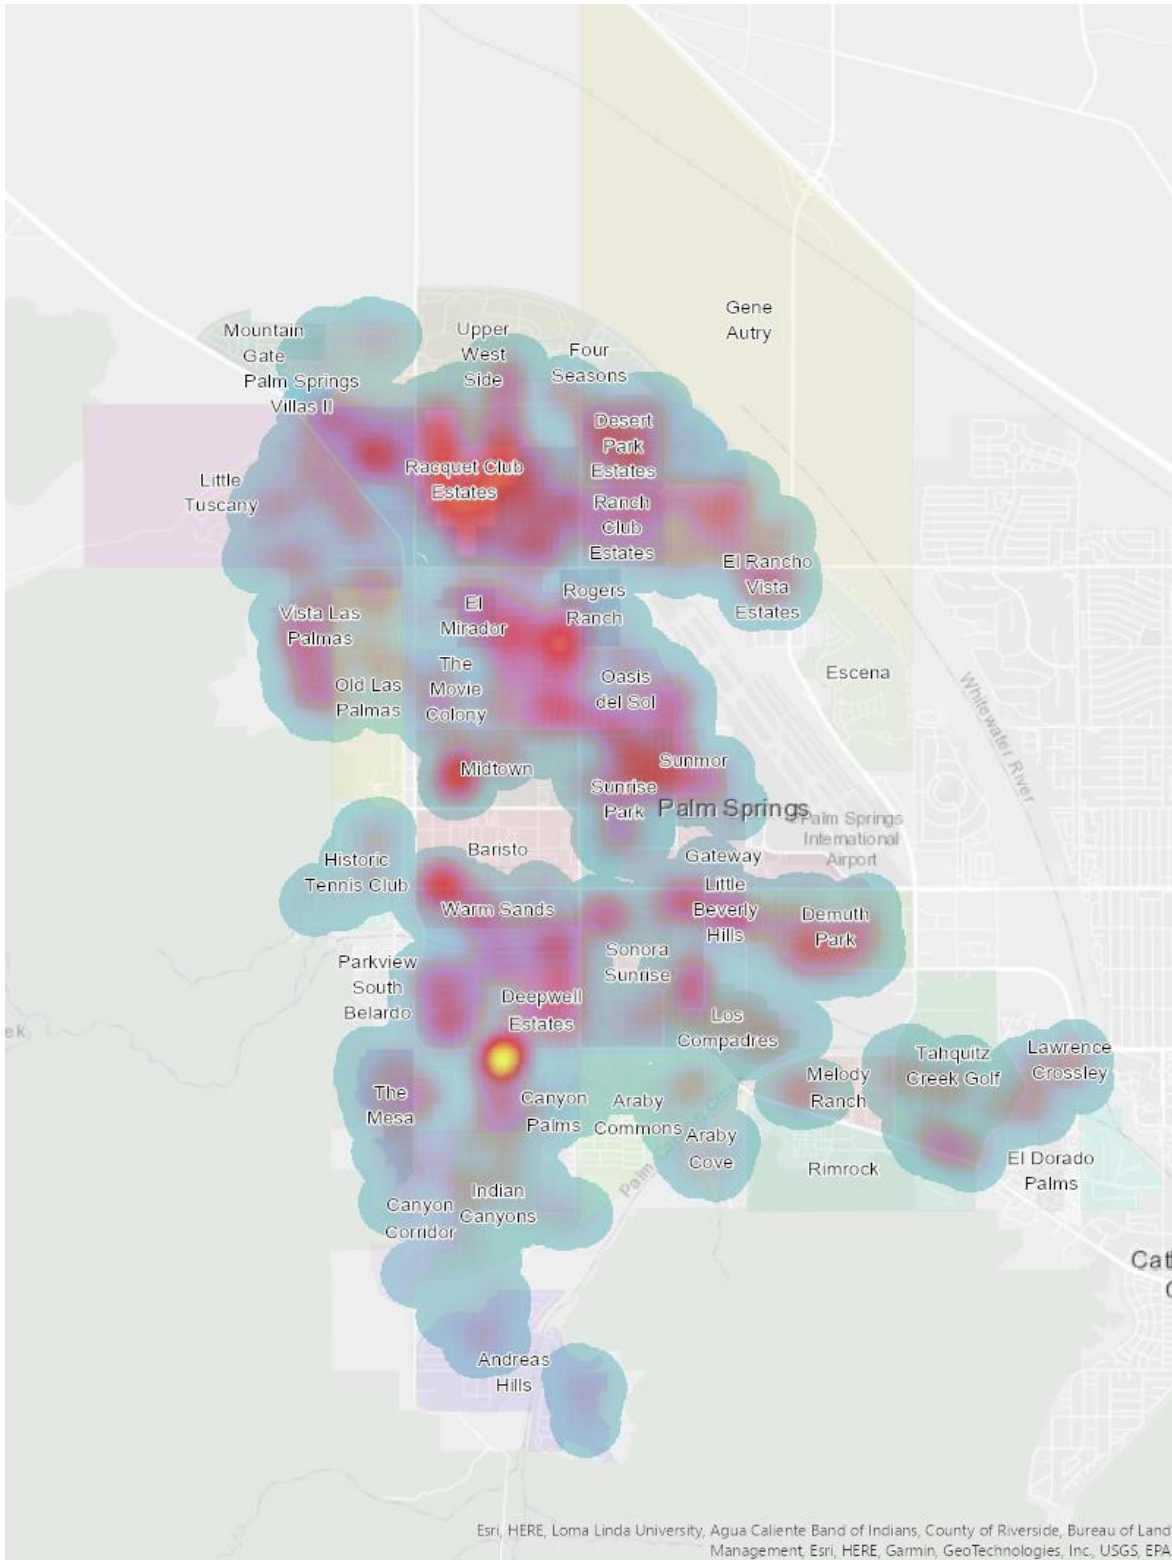 Gene
Autry
Mountain
Gate
Upper
West
Side
Four
Seasons
Palm Springs
Villas II
Desert
Park
Estates
Racquet Club
Estates
Little
Tuscany
Ranch
Club
Estates
El Rancho
Vista
Estates
Rogers
Ranch
El
Mirador
Vista Las
Palmas
The
Movie
Colony
Oasis
del Sol
Old Las
Palmas
Escena
Whitewater River
Midtown
Sunmor
Sunrise
Park
Palm Springs
Palm Springs
International
Airport
Baristo
Gateway
Historic
Tennis Club
Little
Beverly
Hills
Warm Sands
Demuth
Park
Sonora
Sunrise
Parkview
South
Belardo
Deepwell
Estates
Los
Compadres
ek
Tahquitz
Creek Golf
Lawrence
Crossley
Melody
Ranch
The
Mesa
Canyon
Palms
Araby
Commons
Araby
Cove
Rimrock
El Dorado
Palms
Palm
Indian
Canyons
Canyon
Corridor
Cat
Andreas
Hills
Esri, HERE, Loma Linda University, Agua Caliente Band of Indians, County of Riverside, Bureau of Land
Management, Esri, HERE, Garmin, GeoTechnologies, Inc., USGS, EPA